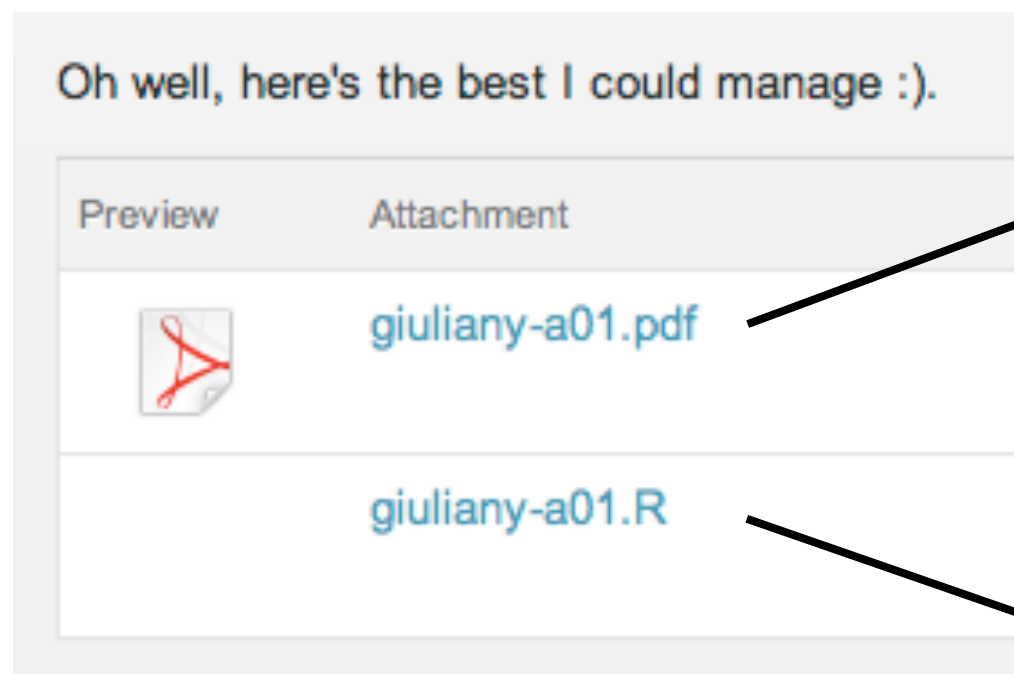 Oh well, here's the best I could manage :).
Preview Attachment
giuliany-a01.pdf
giuliany-a01.R